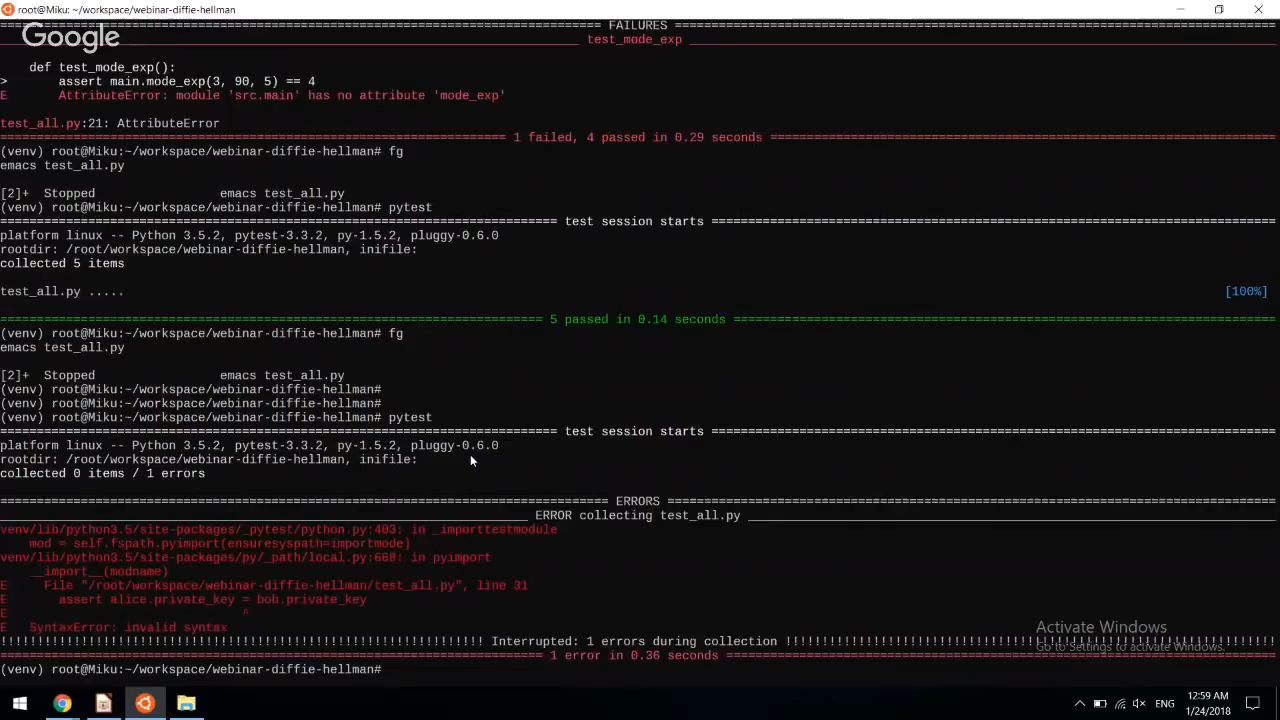 root@Miku: ~/workspace/webinar-diffie-hellman
Google
================================================================================== FAILURES ==================================================================================
________________________________________________________________________________ test_mode_exp ________________________________________________________________________________
    def test_mode_exp():
>       assert main.mode_exp(3, 90, 5) == 4
E       AttributeError: module 'src.main' has no attribute 'mode_exp'
test_all.py:21: AttributeError
===================================================================== 1 failed, 4 passed in 0.29 seconds =====================================================================
(venv) root@Miku:~/workspace/webinar-diffie-hellman# fg
emacs test_all.py
[2]+  Stopped                 emacs test_all.py
(venv) root@Miku:~/workspace/webinar-diffie-hellman# pytest
============================================================================ test session starts =============================================================================
platform linux -- Python 3.5.2, pytest-3.3.2, py-1.5.2, pluggy-0.6.0
rootdir: /root/workspace/webinar-diffie-hellman, inifile:
collected 5 items
test_all.py ..... [100%]
========================================================================== 5 passed in 0.14 seconds ==========================================================================
(venv) root@Miku:~/workspace/webinar-diffie-hellman# fg
emacs test_all.py
[2]+  Stopped                 emacs test_all.py
(venv) root@Miku:~/workspace/webinar-diffie-hellman#
(venv) root@Miku:~/workspace/webinar-diffie-hellman#
(venv) root@Miku:~/workspace/webinar-diffie-hellman# pytest
============================================================================ test session starts =============================================================================
platform linux -- Python 3.5.2, pytest-3.3.2, py-1.5.2, pluggy-0.6.0
rootdir: /root/workspace/webinar-diffie-hellman, inifile:
collected 0 items / 1 errors
=================================================================================== ERRORS ===================================================================================
________________________________________________________________________ ERROR collecting test_all.py ________________________________________________________________________
venv/lib/python3.5/site-packages/_pytest/python.py:403: in _importtestmodule
    mod = self.fspath.pyimport(ensuresyspath=importmode)
venv/lib/python3.5/site-packages/py/_path/local.py:668: in pyimport
    __import__(modname)
E     File "/root/workspace/webinar-diffie-hellman/test_all.py", line 31
E       assert alice.private_key = bob.private_key
E                                ^
E   SyntaxError: invalid syntax
!!!!!!!!!!!!!!!!!!!!!!!!!!!!!!!!!!!!!!!!!!!!!!!!!!!!!!!!!!!!!!!!!! Interrupted: 1 errors during collection !!!!!!!!!!!!!!!!!!!!!!!!!!!!!!!!!!!!!!!!!!!!!!!!!!!!!!!!!!!!!!!!!!!
========================================================================== 1 error in 0.36 seconds ===========================================================================
(venv) root@Miku:~/workspace/webinar-diffie-hellman#
Activate Windows
Go to Settings to activate Windows.
ENG
12:59 AM
1/24/2018